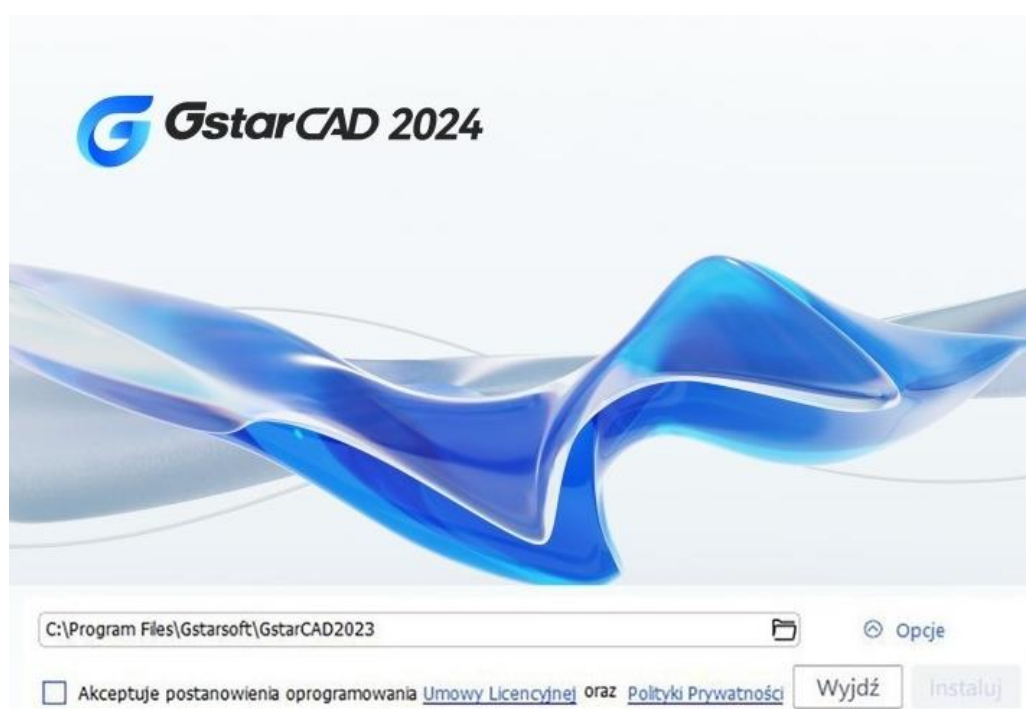 GstarCAD 2024
C:\Program Files\Gstarsoft\GstarCAD2023
Opcje
Akceptuje postanowienia oprogramowania Umowy Licencyjnej oraz Polityki Prywatności
Wyjdź
Instaluj